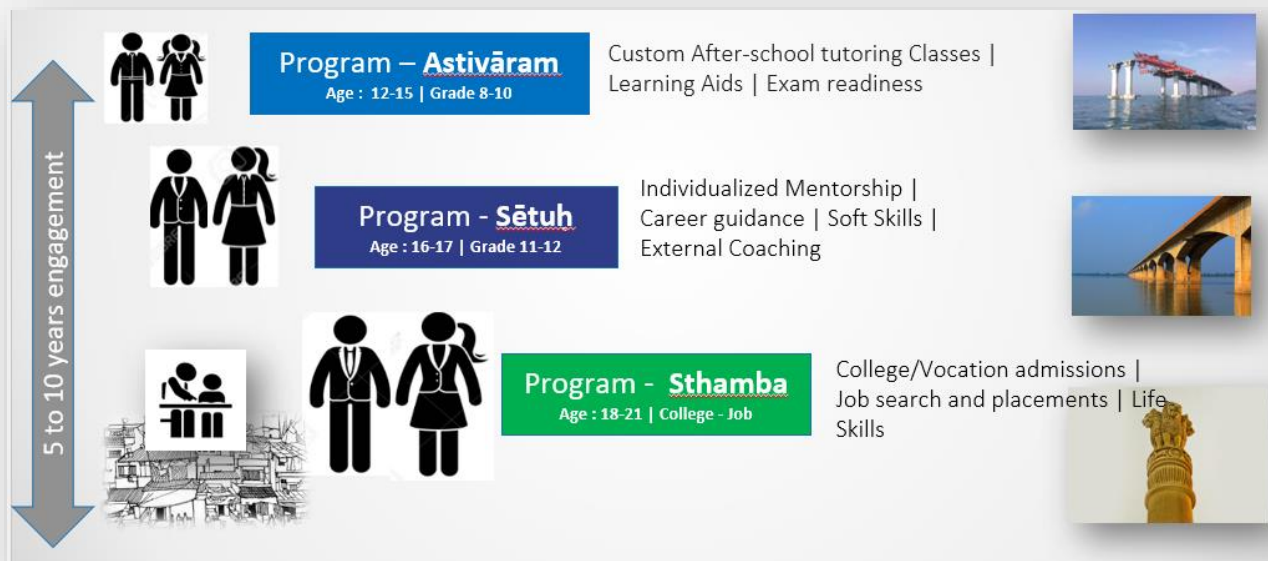 5 to 10 years engagement
Program – Astivāram
Age : 12-15 | Grade 8-10
Custom After-school tutoring Classes |
Learning Aids | Exam readiness
Program - Sētuḥ
Age : 16-17 | Grade 11-12
Individualized Mentorship |
Career guidance | Soft Skills |
External Coaching
Program - Sthamba
Age : 18-21 | College - Job
College/Vocation admissions |
Job search and placements | Life
Skills